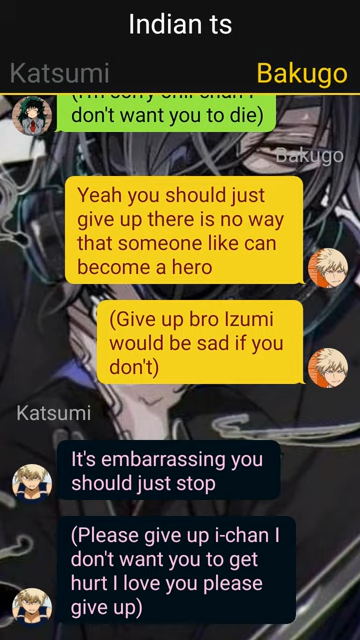 Indian ts
Katsumi
Bakugo
don't want you to die)
Bakugo
Yeah you should just
give up there is no way
that someone like can
become a hero
(Give up bro Izumi
would be sad if you
don't)
Katsumi
It's embarrassing you
should just stop
(Please give up i-chan I
don't want you to get
hurt I love you please
give up)